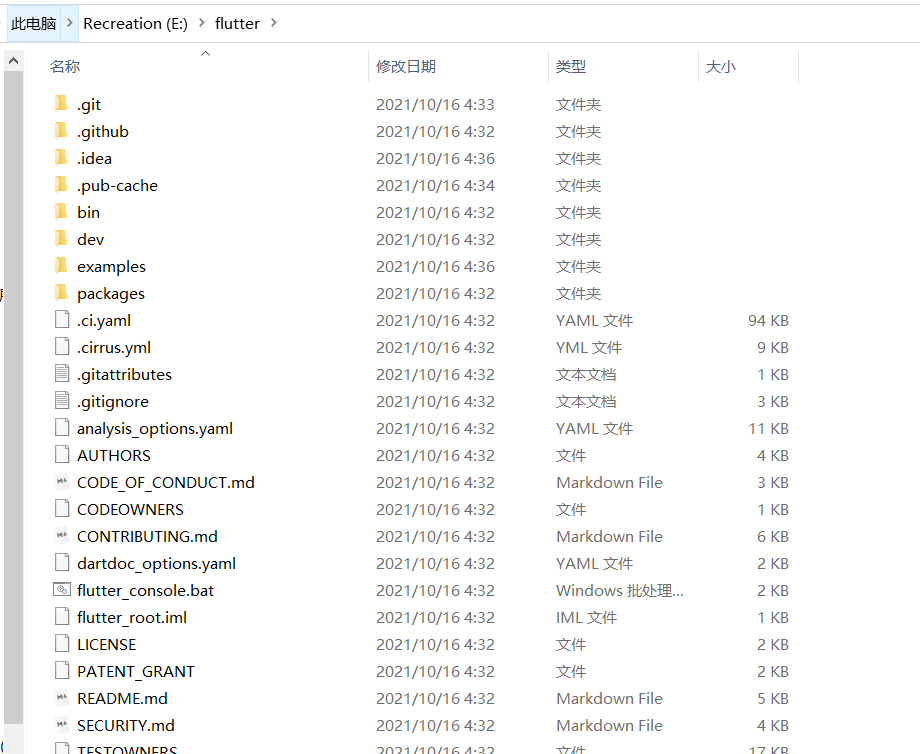 此电脑 > Recreation (E:) > flutter >
名称 修改日期 类型 大小
.git 2021/10/16 4:33 文件夹
.github 2021/10/16 4:32 文件夹
.idea 2021/10/16 4:36 文件夹
.pub-cache 2021/10/16 4:34 文件夹
bin 2021/10/16 4:32 文件夹
dev 2021/10/16 4:32 文件夹
examples 2021/10/16 4:36 文件夹
packages 2021/10/16 4:32 文件夹
.ci.yaml 2021/10/16 4:32 YAML 文件 94 KB
.cirrus.yml 2021/10/16 4:32 YML 文件 9 KB
.gitattributes 2021/10/16 4:32 文本文档 1 KB
.gitignore 2021/10/16 4:32 文本文档 3 KB
analysis_options.yaml 2021/10/16 4:32 YAML 文件 11 KB
AUTHORS 2021/10/16 4:32 文件 4 KB
CODE_OF_CONDUCT.md 2021/10/16 4:32 Markdown File 3 KB
CODEOWNERS 2021/10/16 4:32 文件 1 KB
CONTRIBUTING.md 2021/10/16 4:32 Markdown File 6 KB
dartdoc_options.yaml 2021/10/16 4:32 YAML 文件 2 KB
flutter_console.bat 2021/10/16 4:32 Windows 批处理... 2 KB
flutter_root.iml 2021/10/16 4:32 IML 文件 1 KB
LICENSE 2021/10/16 4:32 文件 2 KB
PATENT_GRANT 2021/10/16 4:32 文件 2 KB
README.md 2021/10/16 4:32 Markdown File 5 KB
SECURITY.md 2021/10/16 4:32 Markdown File 4 KB
TESTOWNERS 2021/10/16 4:32 文件 17 KB